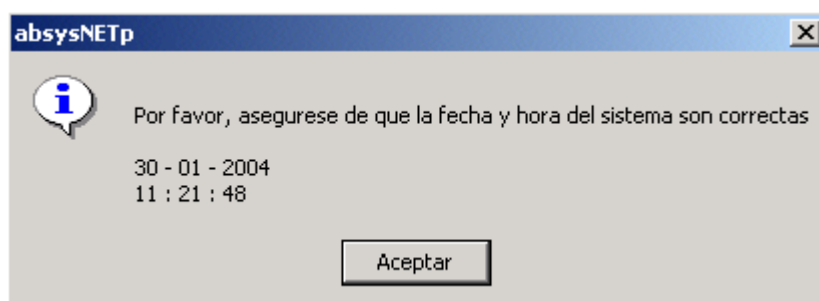 absysNETp
Por favor, asegurese de que la fecha y hora del sistema son correctas
30 - 01 - 2004
11 : 21 : 48
Aceptar